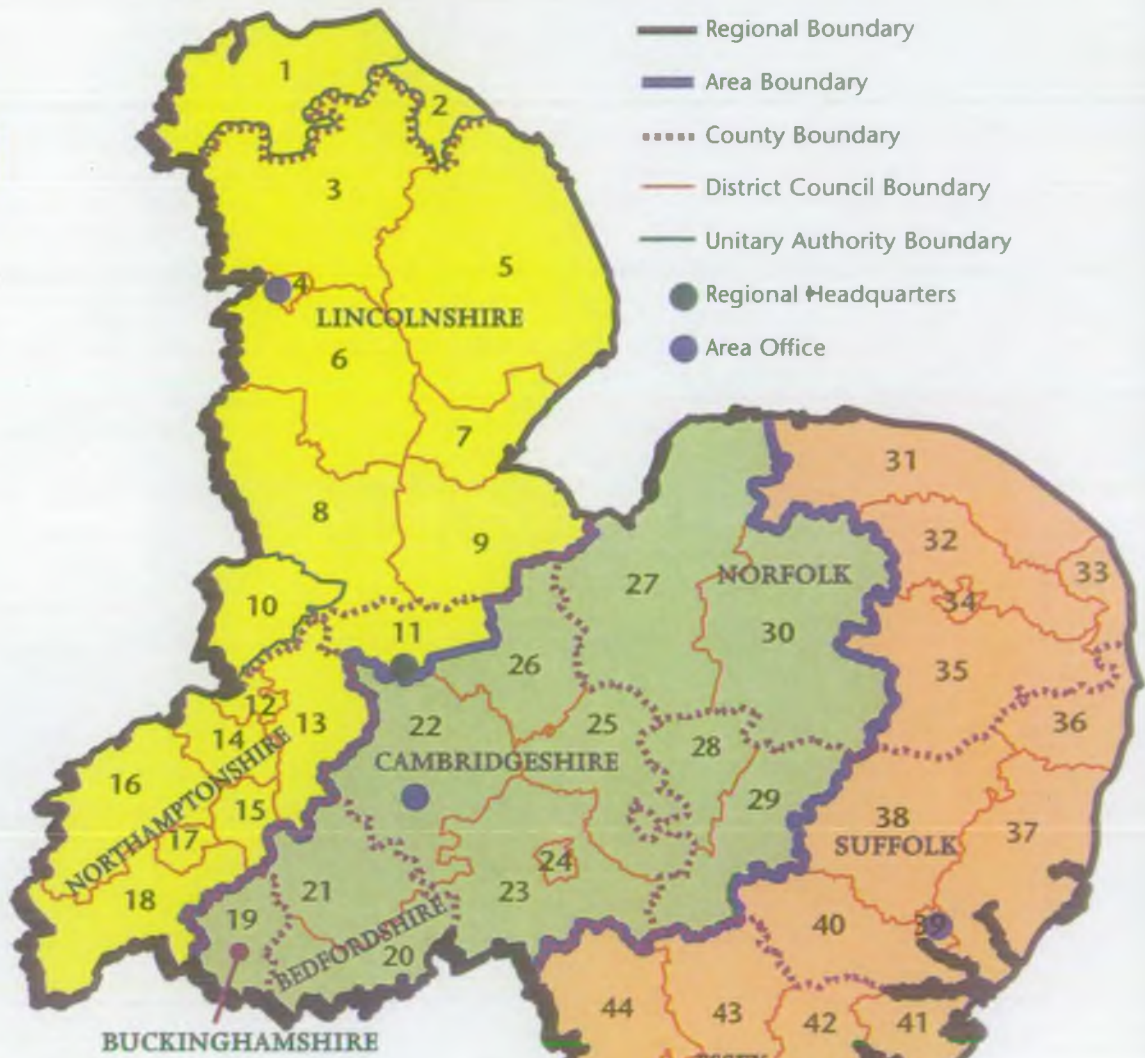 Regional Boundary
Area Boundary
County Boundary
District Council Boundary
Unitary Authority Boundary
Regional Headquarters
Area Office
1
2
3
4
5
LINCOLNSHIRE
6
7
8
9
10
11
12
13
14
15
16
17
18
NORTHAMPTONSHIRE
19
20
21
BEDFORDSHIRE
BUCKINGHAMSHIRE
22
CAMBRIDGESHIRE
23
24
25
26
27
28
29
30
NORFOLK
31
32
33
34
35
36
37
38
SUFFOLK
39
40
41
42
43
44
ESSEX